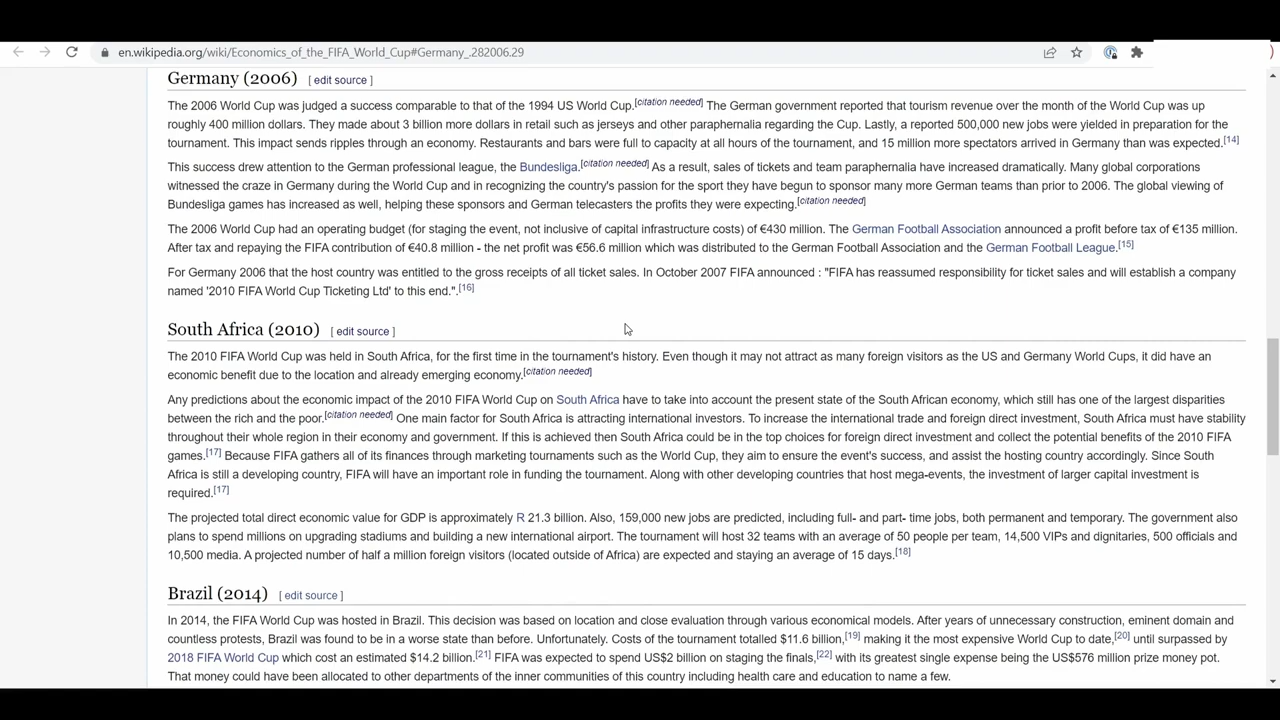 en.wikipedia.org/wiki/Economics_of_the_FIFA_World_Cup#Germany_.282006.29
Germany (2006) [ edit source ]
The 2006 World Cup was judged a success comparable to that of the 1994 US World Cup.[citation needed] The German government reported that tourism revenue over the month of the World Cup was up
roughly 400 million dollars. They made about 3 billion more dollars in retail such as jerseys and other paraphernalia regarding the Cup. Lastly, a reported 500,000 new jobs were yielded in preparation for the
tournament. This impact sends ripples through an economy. Restaurants and bars were full to capacity at all hours of the tournament, and 15 million more spectators arrived in Germany than was expected.[14]
This success drew attention to the German professional league, the Bundesliga.[citation needed] As a result, sales of tickets and team paraphernalia have increased dramatically. Many global corporations
witnessed the craze in Germany during the World Cup and in recognizing the country's passion for the sport they have begun to sponsor many more German teams than prior to 2006. The global viewing of
Bundesliga games has increased as well, helping these sponsors and German telecasters the profits they were expecting.[citation needed]
The 2006 World Cup had an operating budget (for staging the event, not inclusive of capital infrastructure costs) of €430 million. The German Football Association announced a profit before tax of €135 million.
After tax and repaying the FIFA contribution of €40.8 million - the net profit was €56.6 million which was distributed to the German Football Association and the German Football League.[15]
For Germany 2006 that the host country was entitled to the gross receipts of all ticket sales. In October 2007 FIFA announced : "FIFA has reassumed responsibility for ticket sales and will establish a company
named '2010 FIFA World Cup Ticketing Ltd' to this end.".[16]
South Africa (2010) [ edit source ]
The 2010 FIFA World Cup was held in South Africa, for the first time in the tournament's history. Even though it may not attract as many foreign visitors as the US and Germany World Cups, it did have an
economic benefit due to the location and already emerging economy.[citation needed]
Any predictions about the economic impact of the 2010 FIFA World Cup on South Africa have to take into account the present state of the South African economy, which still has one of the largest disparities
between the rich and the poor.[citation needed] One main factor for South Africa is attracting international investors. To increase the international trade and foreign direct investment, South Africa must have stability
throughout their whole region in their economy and government. If this is achieved then South Africa could be in the top choices for foreign direct investment and collect the potential benefits of the 2010 FIFA
games.[17] Because FIFA gathers all of its finances through marketing tournaments such as the World Cup, they aim to ensure the event's success, and assist the hosting country accordingly. Since South
Africa is still a developing country, FIFA will have an important role in funding the tournament. Along with other developing countries that host mega-events, the investment of larger capital investment is
required.[17]
The projected total direct economic value for GDP is approximately R 21.3 billion. Also, 159,000 new jobs are predicted, including full- and part- time jobs, both permanent and temporary. The government also
plans to spend millions on upgrading stadiums and building a new international airport. The tournament will host 32 teams with an average of 50 people per team, 14,500 VIPs and dignitaries, 500 officials and
10,500 media. A projected number of half a million foreign visitors (located outside of Africa) are expected and staying an average of 15 days.[18]
Brazil (2014) [ edit source ]
In 2014, the FIFA World Cup was hosted in Brazil. This decision was based on location and close evaluation through various economical models. After years of unnecessary construction, eminent domain and
countless protests, Brazil was found to be in a worse state than before. Unfortunately. Costs of the tournament totalled $11.6 billion,[19] making it the most expensive World Cup to date,[20] until surpassed by
2018 FIFA World Cup which cost an estimated $14.2 billion.[21] FIFA was expected to spend US$2 billion on staging the finals,[22] with its greatest single expense being the US$576 million prize money pot.
That money could have been allocated to other departments of the inner communities of this country including health care and education to name a few.